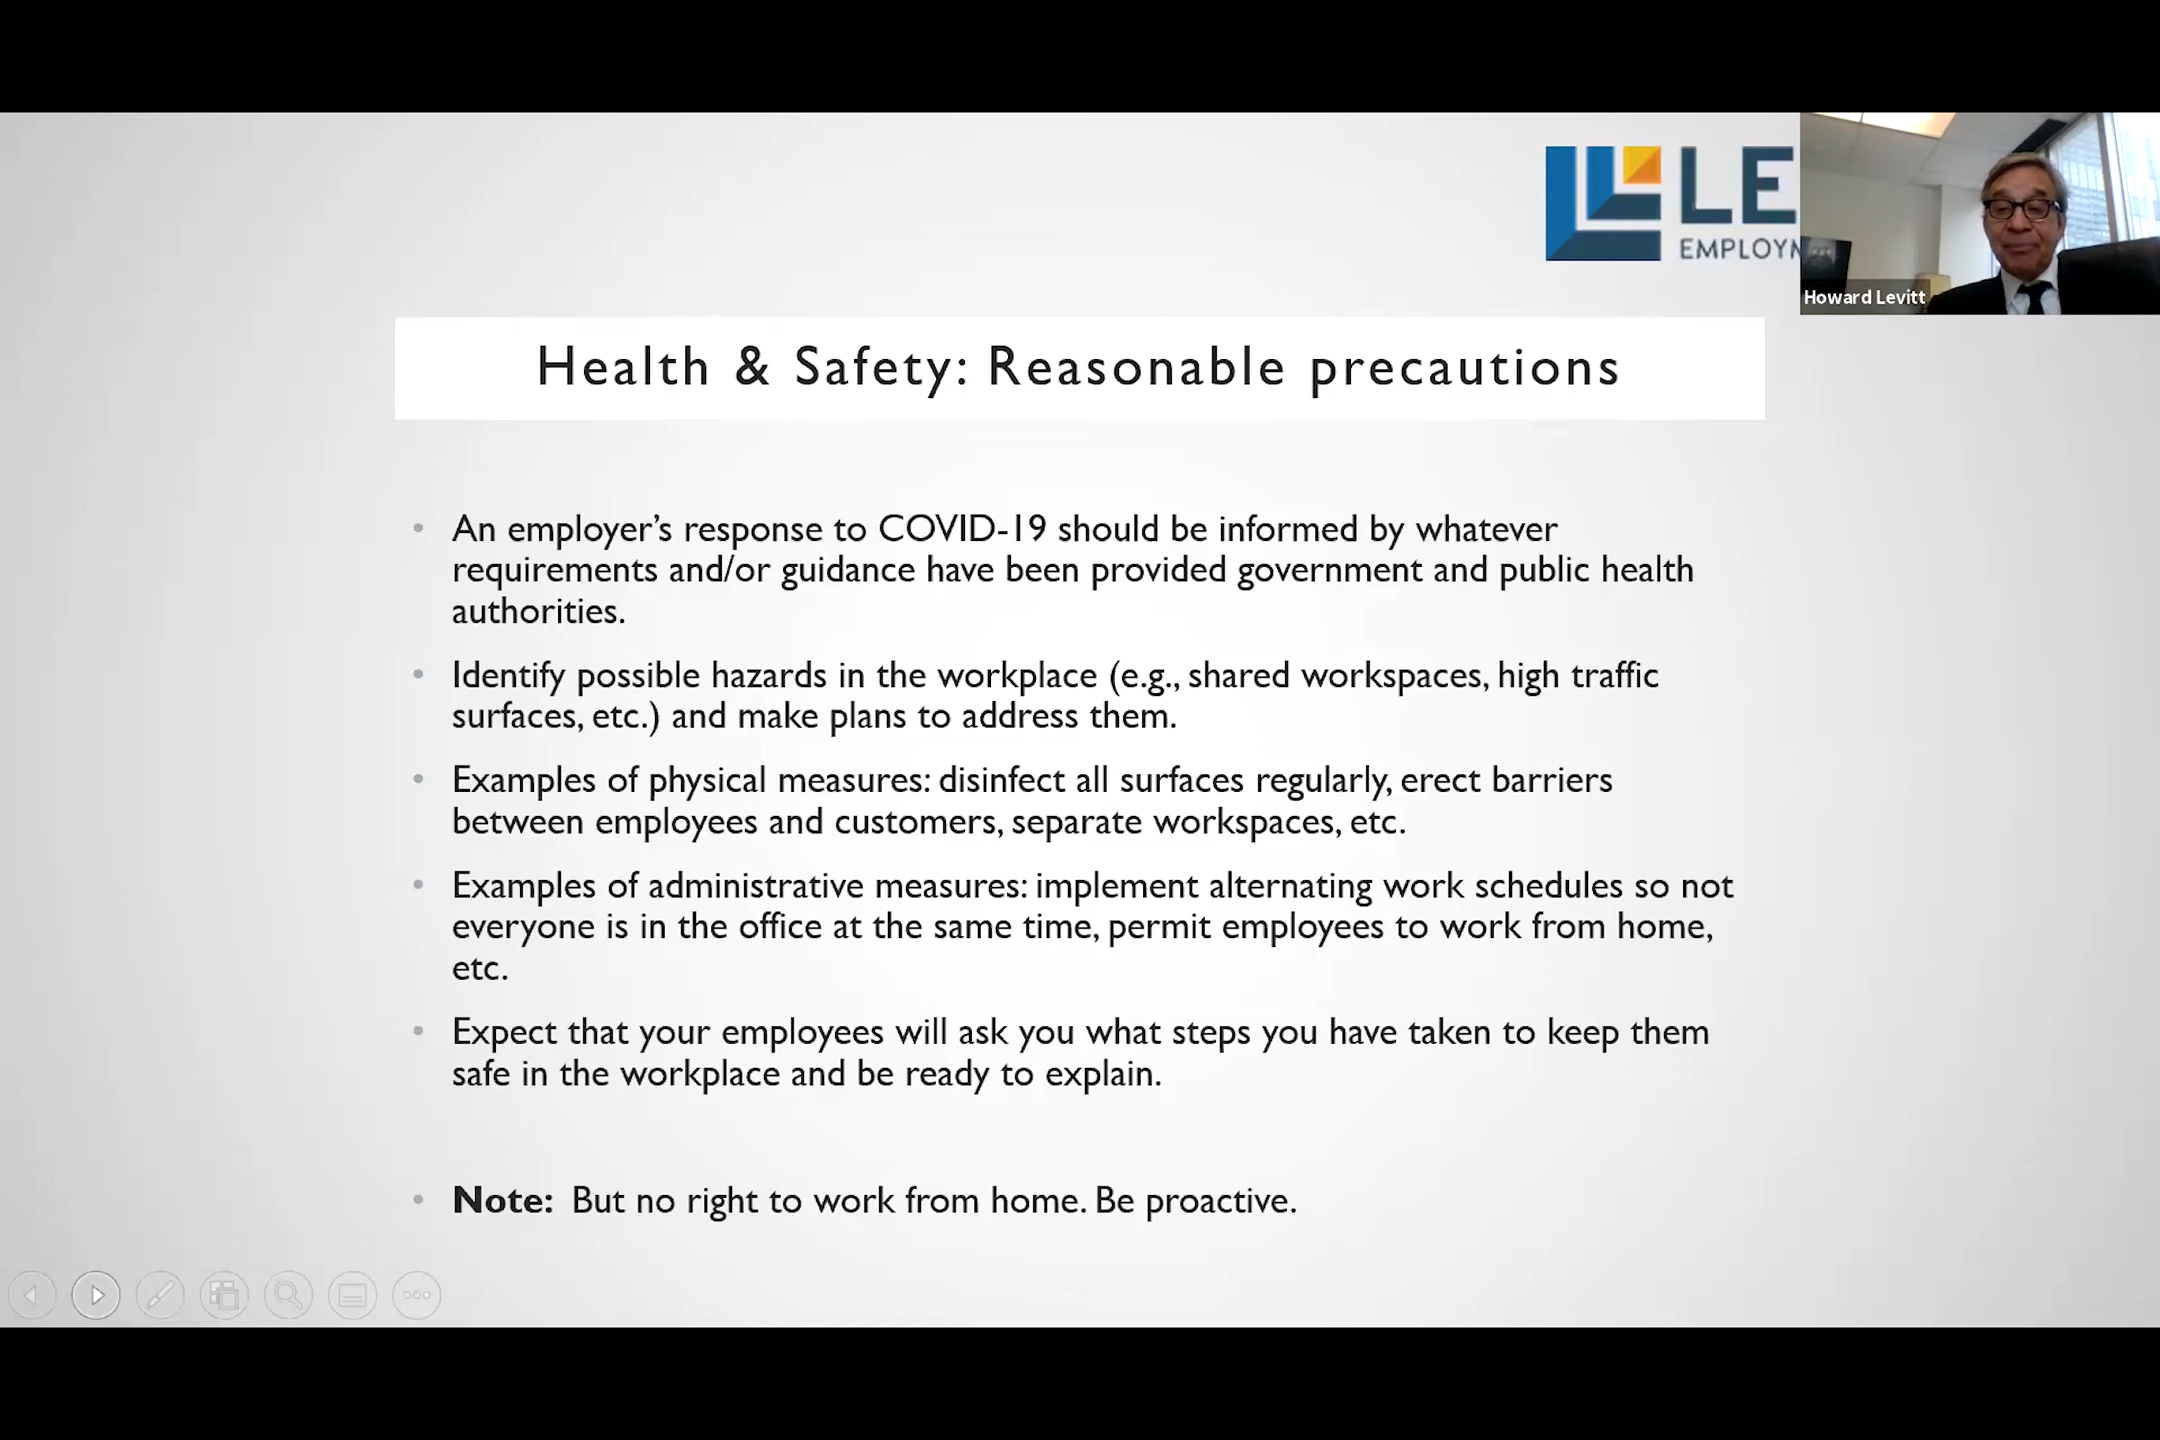 LE
EMPLOYM
Howard Levitt
Health & Safety: Reasonable precautions
• An employer’s response to COVID-19 should be informed by whatever
requirements and/or guidance have been provided government and public health
authorities.
• Identify possible hazards in the workplace (e.g., shared workspaces, high traffic
surfaces, etc.) and make plans to address them.
• Examples of physical measures: disinfect all surfaces regularly, erect barriers
between employees and customers, separate workspaces, etc.
• Examples of administrative measures: implement alternating work schedules so not
everyone is in the office at the same time, permit employees to work from home,
etc.
• Expect that your employees will ask you what steps you have taken to keep them
safe in the workplace and be ready to explain.
• Note: But no right to work from home. Be proactive.